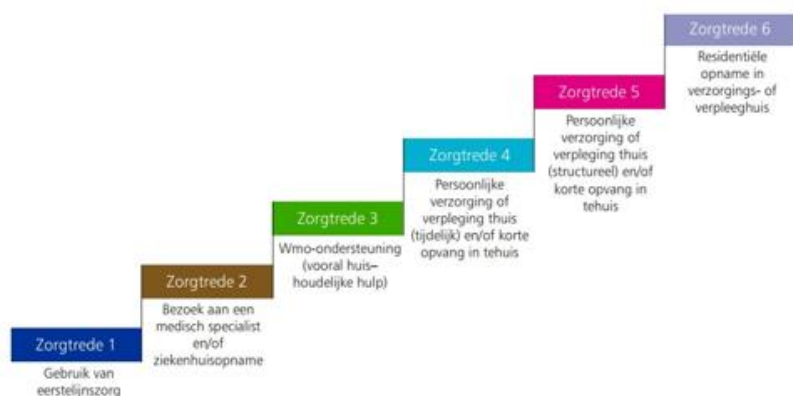 Zorgtrede 1
Gebruik van
eerstelijnszorg
Zorgtrede 2
Bezoek aan een
medisch specialist
en/of
ziekenhuisopname
Zorgtrede 3
Wmo-ondersteuning
(vooral huis–
houdelijke hulp)
Zorgtrede 4
Persoonlijke
verzorging of
verpleging thuis
(tijdelijk) en/of korte
opvang in tehuis
Zorgtrede 5
Persoonlijke
verzorging of
verpleging thuis
(structureel) en/of
korte opvang in
tehuis
Zorgtrede 6
Residentiële
opname in
verzorgings- of
verpleeghuis